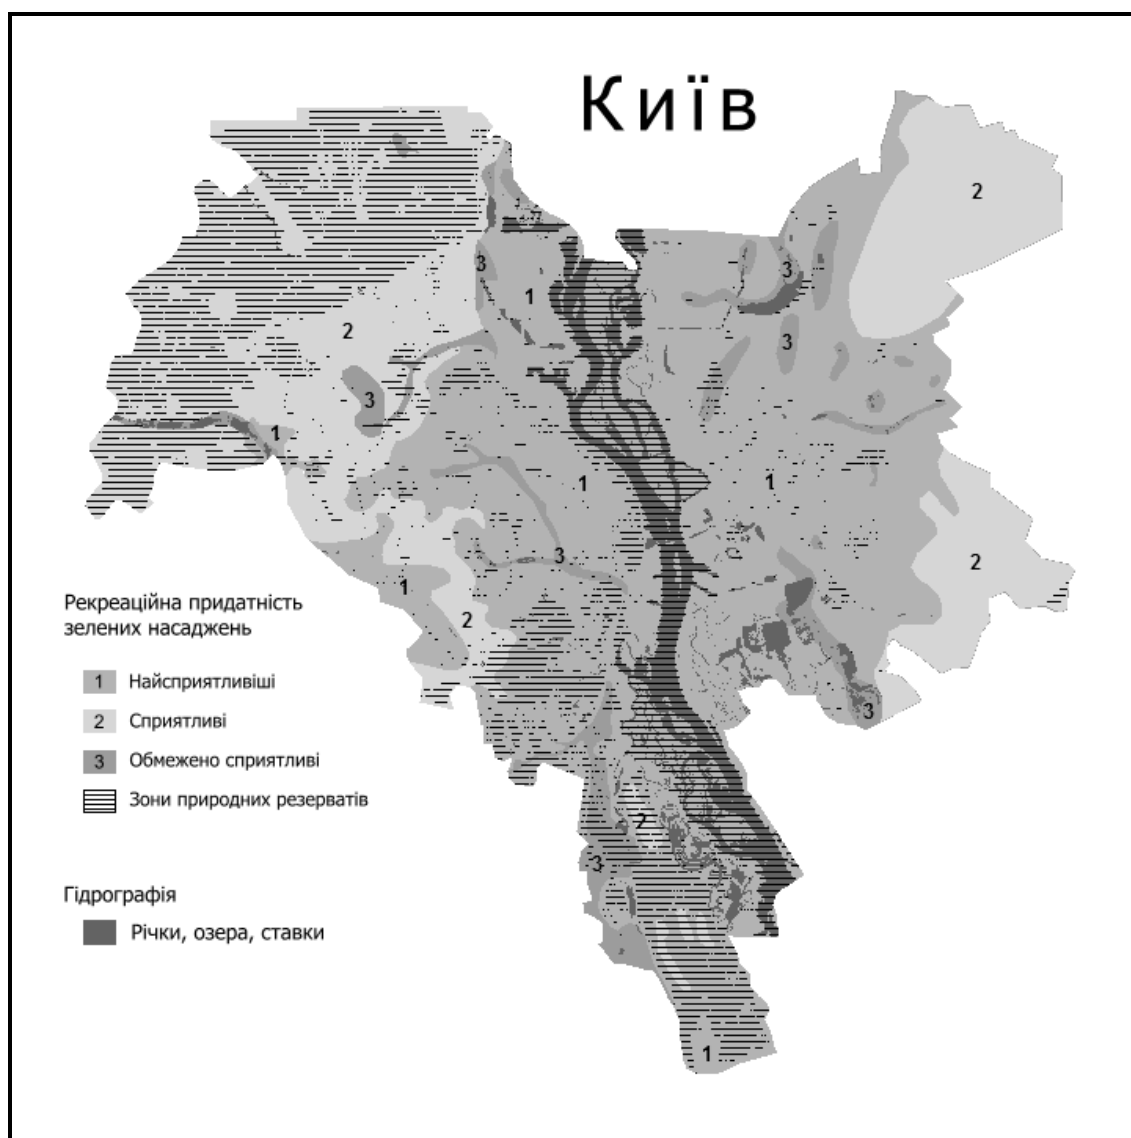 Київ
2
3
1
2
3
3
1
1
1
3
2
1
2
3
2
3
1
Рекреаційна придатність
зелених насаджень
1 Найсприятливіші
2 Сприятливі
3 Обмежено сприятливі
Зони природних резерватів
Гідрографія
Річки, озера, ставки
3